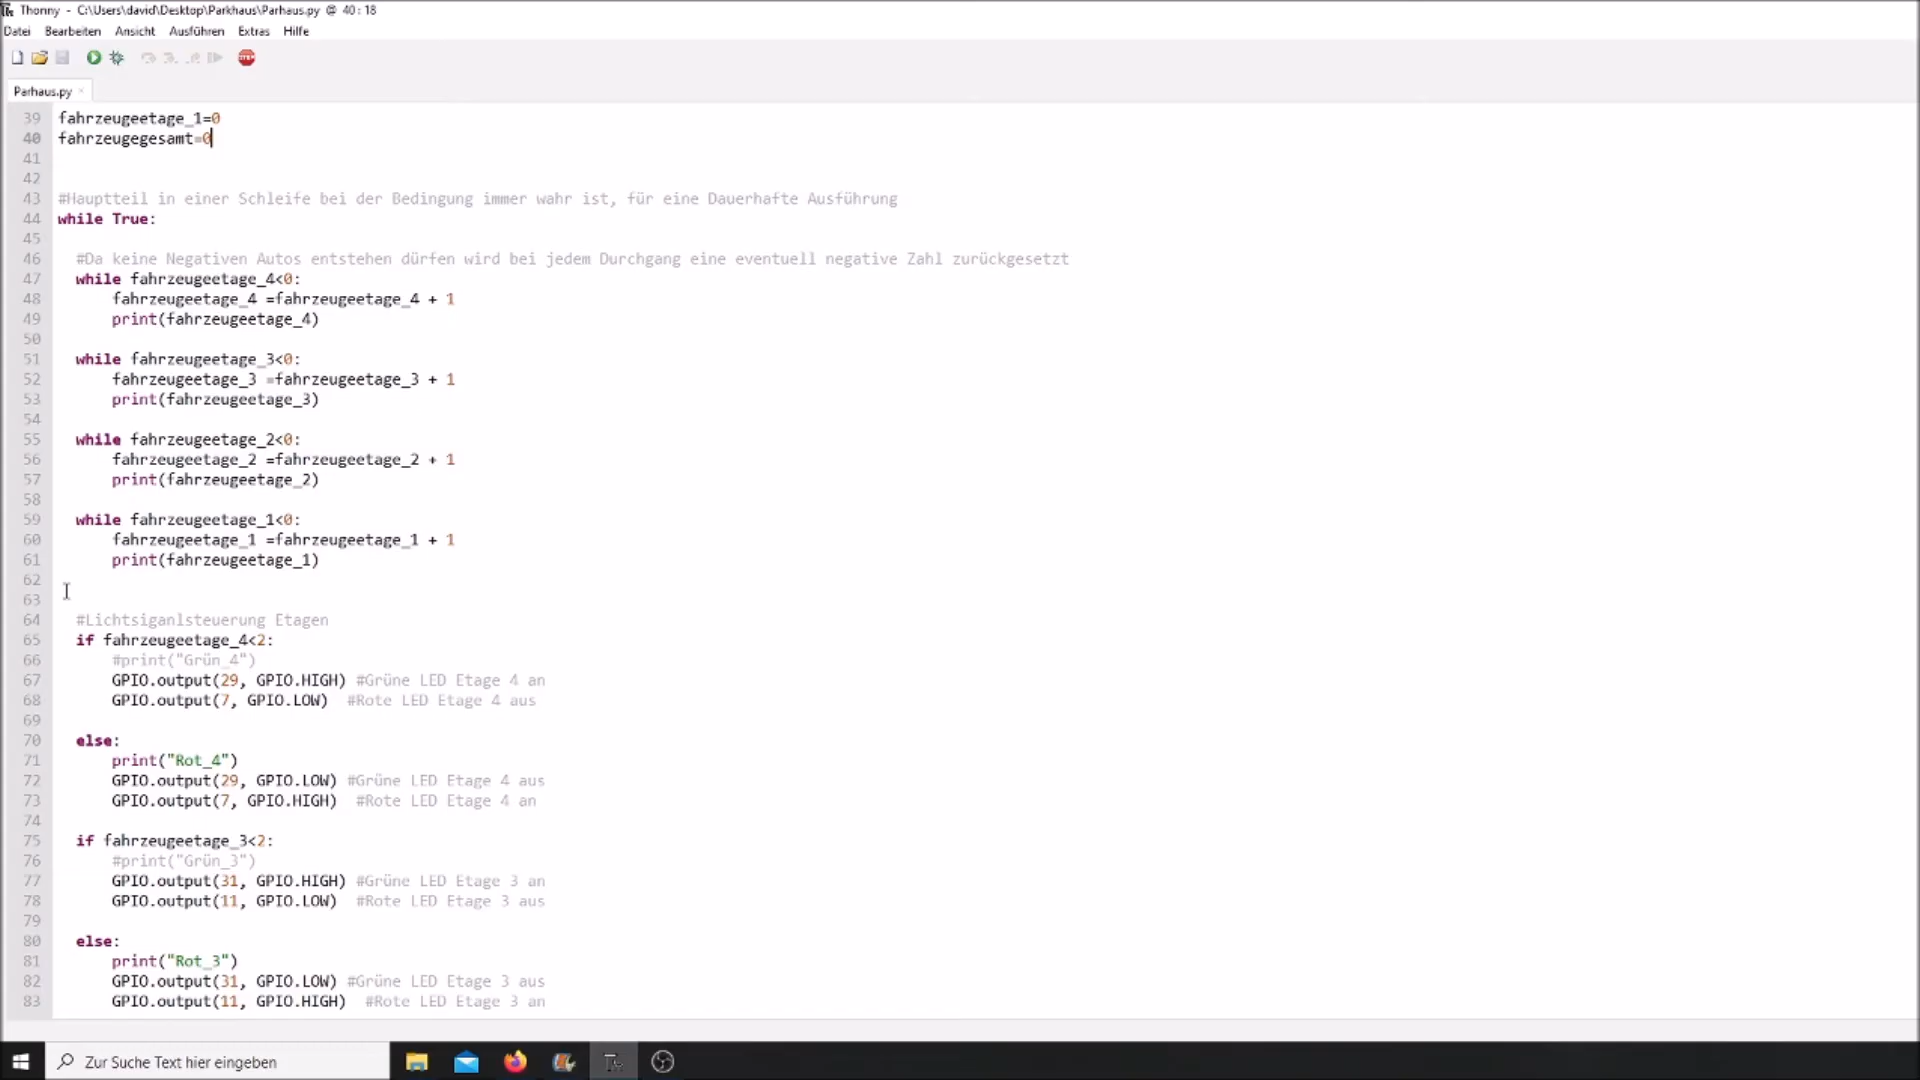 Thonny - C:\Users\david\Desktop\Parkhaus\Parhaus.py @ 40 : 18
Datei Bearbeiten Ansicht Ausführen Extras Hilfe
STOP
Parhaus.py ×
39 fahrzeugeetage_1=0
40 fahrzeugegesamt=0
41
42
43 #Hauptteil in einer Schleife bei der Bedingung immer wahr ist, für eine Dauerhafte Ausführung
44 while True:
45
46 #Da keine Negativen Autos entstehen dürfen wird bei jedem Durchgang eine eventuell negative Zahl zurückgesetzt
47 while fahrzeugeetage_4<0:
48 fahrzeugeetage_4 =fahrzeugeetage_4 + 1
49 print(fahrzeugeetage_4)
50
51 while fahrzeugeetage_3<0:
52 fahrzeugeetage_3 =fahrzeugeetage_3 + 1
53 print(fahrzeugeetage_3)
54
55 while fahrzeugeetage_2<0:
56 fahrzeugeetage_2 =fahrzeugeetage_2 + 1
57 print(fahrzeugeetage_2)
58
59 while fahrzeugeetage_1<0:
60 fahrzeugeetage_1 =fahrzeugeetage_1 + 1
61 print(fahrzeugeetage_1)
62
63
64 #Lichtsiganlsteuerung Etagen
65 if fahrzeugeetage_4<2:
66 #print("Grün_4")
67 GPIO.output(29, GPIO.HIGH) #Grüne LED Etage 4 an
68 GPIO.output(7, GPIO.LOW) #Rote LED Etage 4 aus
69
70 else:
71 print("Rot_4")
72 GPIO.output(29, GPIO.LOW) #Grüne LED Etage 4 aus
73 GPIO.output(7, GPIO.HIGH) #Rote LED Etage 4 an
74
75 if fahrzeugeetage_3<2:
76 #print("Grün_3")
77 GPIO.output(31, GPIO.HIGH) #Grüne LED Etage 3 an
78 GPIO.output(11, GPIO.LOW) #Rote LED Etage 3 aus
79
80 else:
81 print("Rot_3")
82 GPIO.output(31, GPIO.LOW) #Grüne LED Etage 3 aus
83 GPIO.output(11, GPIO.HIGH) #Rote LED Etage 3 an
Zur Suche Text hier eingeben